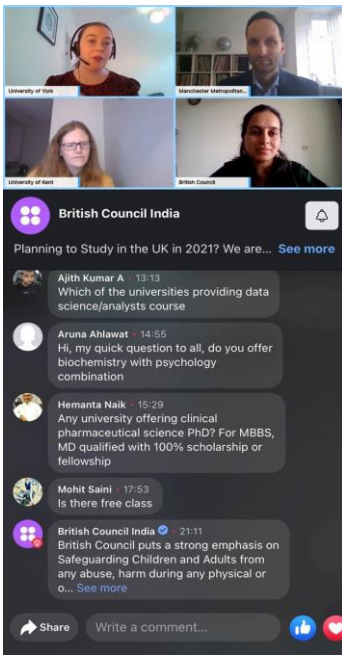 University of York
Manchester Metropolitan...
University of Kent
British Council
British Council India
Planning to Study in the UK in 2021? We are... See more
Ajith Kumar A • 13:13
Which of the universities providing data
science/analysts course
Aruna Ahlawat • 14:55
Hi, my quick question to all, do you offer
biochemistry with psychology
combination
Hemanta Naik • 15:29
Any university offering clinical
pharmaceutical science PhD? For MBBS,
MD qualified with 100% scholarship or
fellowship
Mohit Saini • 17:53
Is there free class
British Council India • 21:11
British Council puts a strong emphasis on
Safeguarding Children and Adults from
any abuse, harm during any physical or
o... See more
Share
Write a comment...